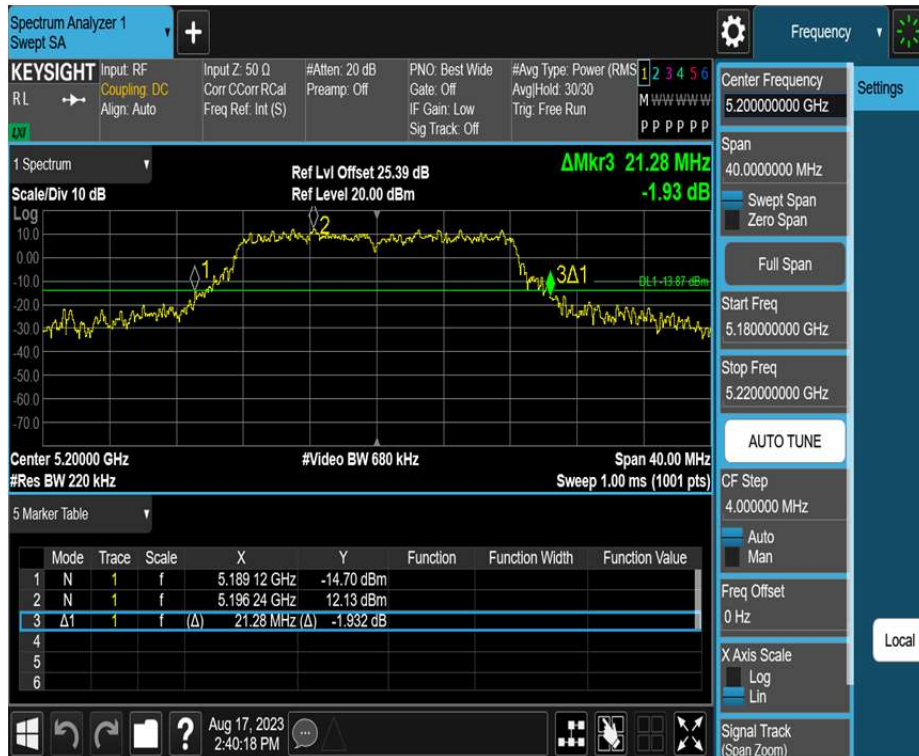 Spectrum Analyzer 1
Swept SA
+
Frequency
KEYSIGHT
RL
LXI
Input: RF
Coupling: DC
Align: Auto
Input Z: 50 Ω
Corr CCorr RCal
Freq Ref: Int (S)
#Atten: 20 dB
Preamp: Off
PNO: Best Wide
Gate: Off
IF Gain: Low
Sig Track: Off
#Avg Type: Power (RMS
Avg|Hold: 30/30
Trig: Free Run
1 2 3 4 5 6
M W W W W W
P P P P P P
Center Frequency
5.200000000 GHz
Settings
1 Spectrum
Scale/Div 10 dB
Ref Lvl Offset 25.39 dB
Ref Level 20.00 dBm
ΔMkr3 21.28 MHz
-1.93 dB
Log
10.0
0.00
-10.0
-20.0
-30.0
-40.0
-50.0
-60.0
-70.0
1
2
3Δ1
DL1 -13.87 dBm
Center 5.20000 GHz
#Res BW 220 kHz
#Video BW 680 kHz
Span 40.00 MHz
Sweep 1.00 ms (1001 pts)
Span
40.0000000 MHz
Swept Span
Zero Span
Full Span
Start Freq
5.180000000 GHz
Stop Freq
5.220000000 GHz
AUTO TUNE
CF Step
4.000000 MHz
Auto
Man
Freq Offset
0 Hz
X Axis Scale
Log
Lin
Signal Track
(Span Zoom)
Local
5 Marker Table
Mode Trace Scale X Y Function Function Width Function Value
1 N 1 f 5.189 12 GHz -14.70 dBm
2 N 1 f 5.196 24 GHz 12.13 dBm
3 Δ1 1 f (Δ) 21.28 MHz (Δ) -1.932 dB
4
5
6
?
Aug 17, 2023
2:40:18 PM